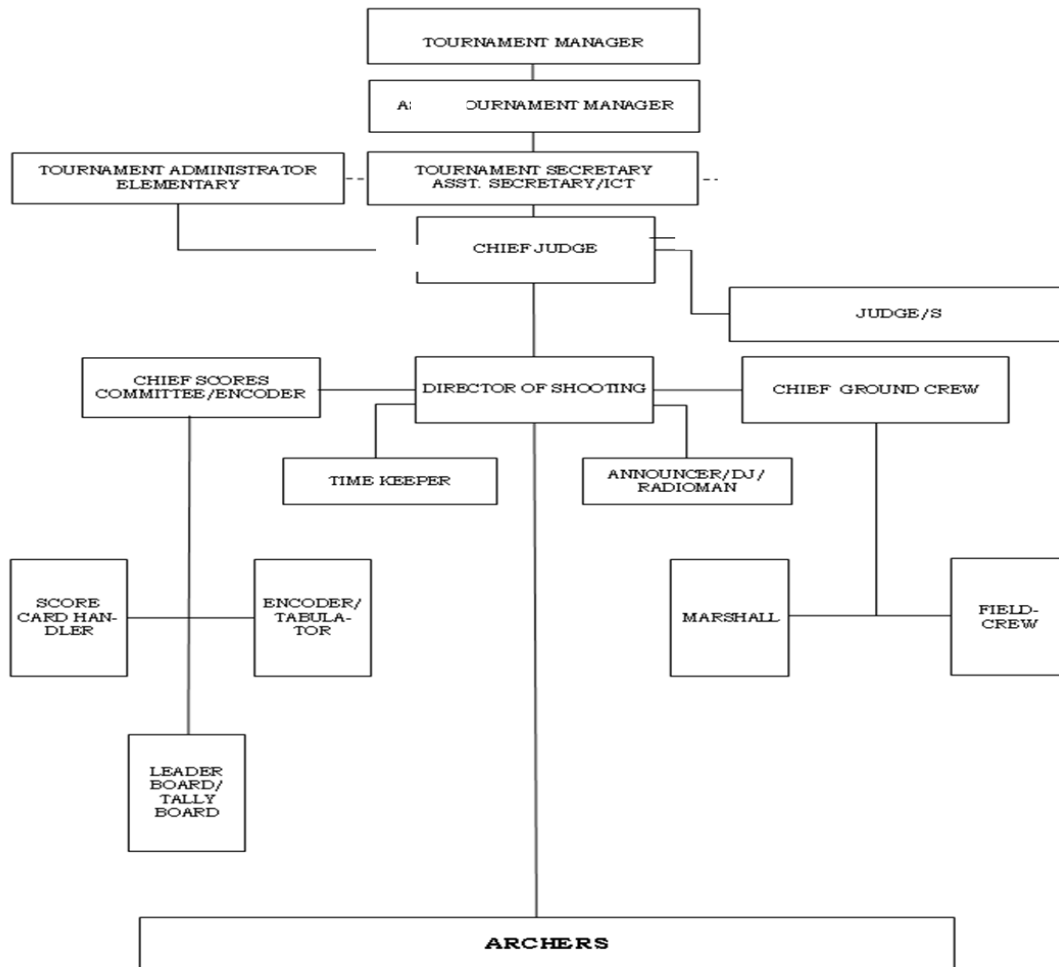 TOURNAMENT MANAGER
TOURNAMENT MANAGER
TOURNAMENT ADMINISTRATOR
ELEMENTARY
TOURNAMENT SECRETARY
ASST. SECRETARY/ICT
CHIEF JUDGE
JUDGE/S
CHIEF SCORES
COMMITTEE/ENCODER
DIRECTOR OF SHOOTING
CHIEF GROUND CREW
TIME KEEPER
ANNOUNCER/DJ/
RADIOMAN
SCORE
CARD HAN-
DLER
ENCODER/
TABULA-
TOR
MARSHALL
FIELD-
CREW
LEADER
BOARD/
TALLY
BOARD
ARCHERS